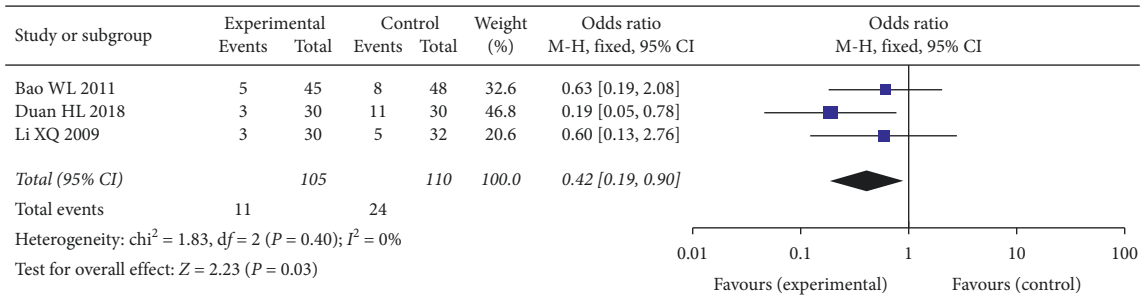 Study or subgroup Experimental Control Weight Odds ratio Odds ratio
Events Total Events Total (%) M-H, fixed, 95% CI M-H, fixed, 95% CI
Bao WL 2011 5 45 8 48 32.6 0.63 [0.19, 2.08]
Duan HL 2018 3 30 11 30 46.8 0.19 [0.05, 0.78]
Li XQ 2009 3 30 5 32 20.6 0.60 [0.13, 2.76]
Total (95% CI) 105 110 100.0 0.42 [0.19, 0.90]
Total events 11 24
Heterogeneity: chi² = 1.83, df = 2 (P = 0.40); I² = 0%
Test for overall effect: Z = 2.23 (P = 0.03)
0.01 0.1 1 10 100
Favours (experimental) Favours (control)